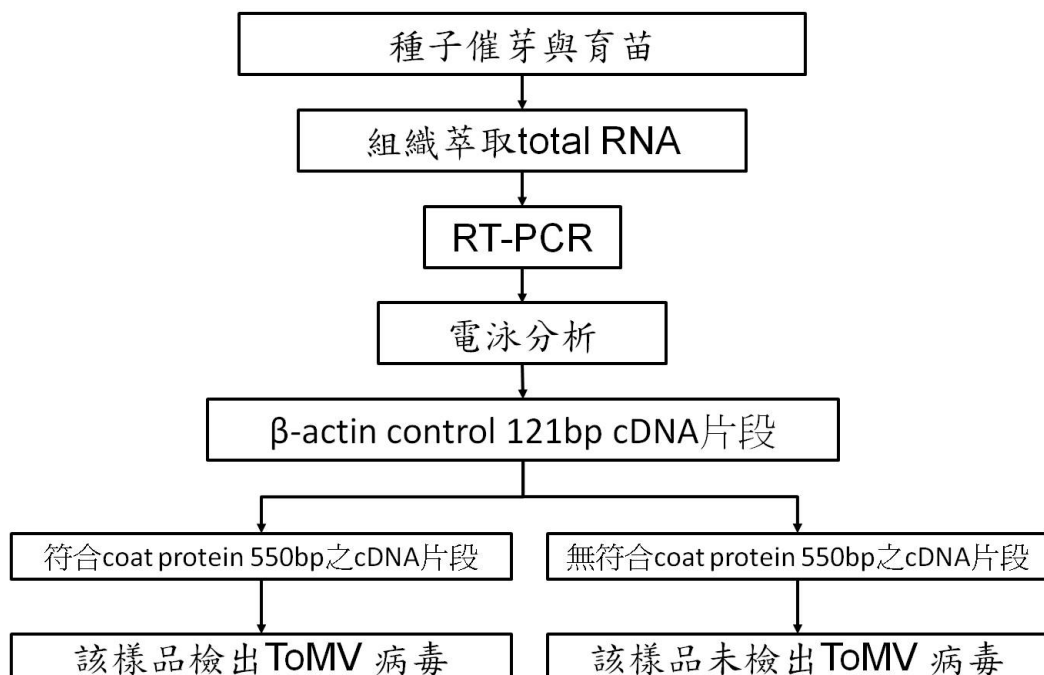 種子催芽與育苗
組織萃取total RNA
RT-PCR
電泳分析
β-actin control 121bp cDNA片段
符合coat protein 550bp之cDNA片段
無符合coat protein 550bp之cDNA片段
該樣品檢出ToMV 病毒
該樣品未檢出ToMV 病毒